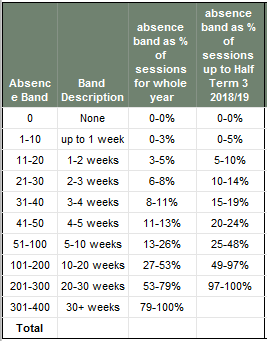 Absenc e Band | Band Description | absence band as % of sessions for whole year | absence band as % of sessions up to Half Term 3 2018/19
0 | None | 0-0% | 0-0%
1-10 | up to 1 week | 0-3% | 0-5%
11-20 | 1-2 weeks | 3-5% | 5-10%
21-30 | 2-3 weeks | 6-8% | 10-14%
31-40 | 3-4 weeks | 8-11% | 15-19%
41-50 | 4-5 weeks | 11-13% | 20-24%
51-100 | 5-10 weeks | 13-26% | 25-48%
101-200 | 10-20 weeks | 27-53% | 49-97%
201-300 | 20-30 weeks | 53-79% | 97-100%
301-400 | 30+ weeks | 79-100%
Total